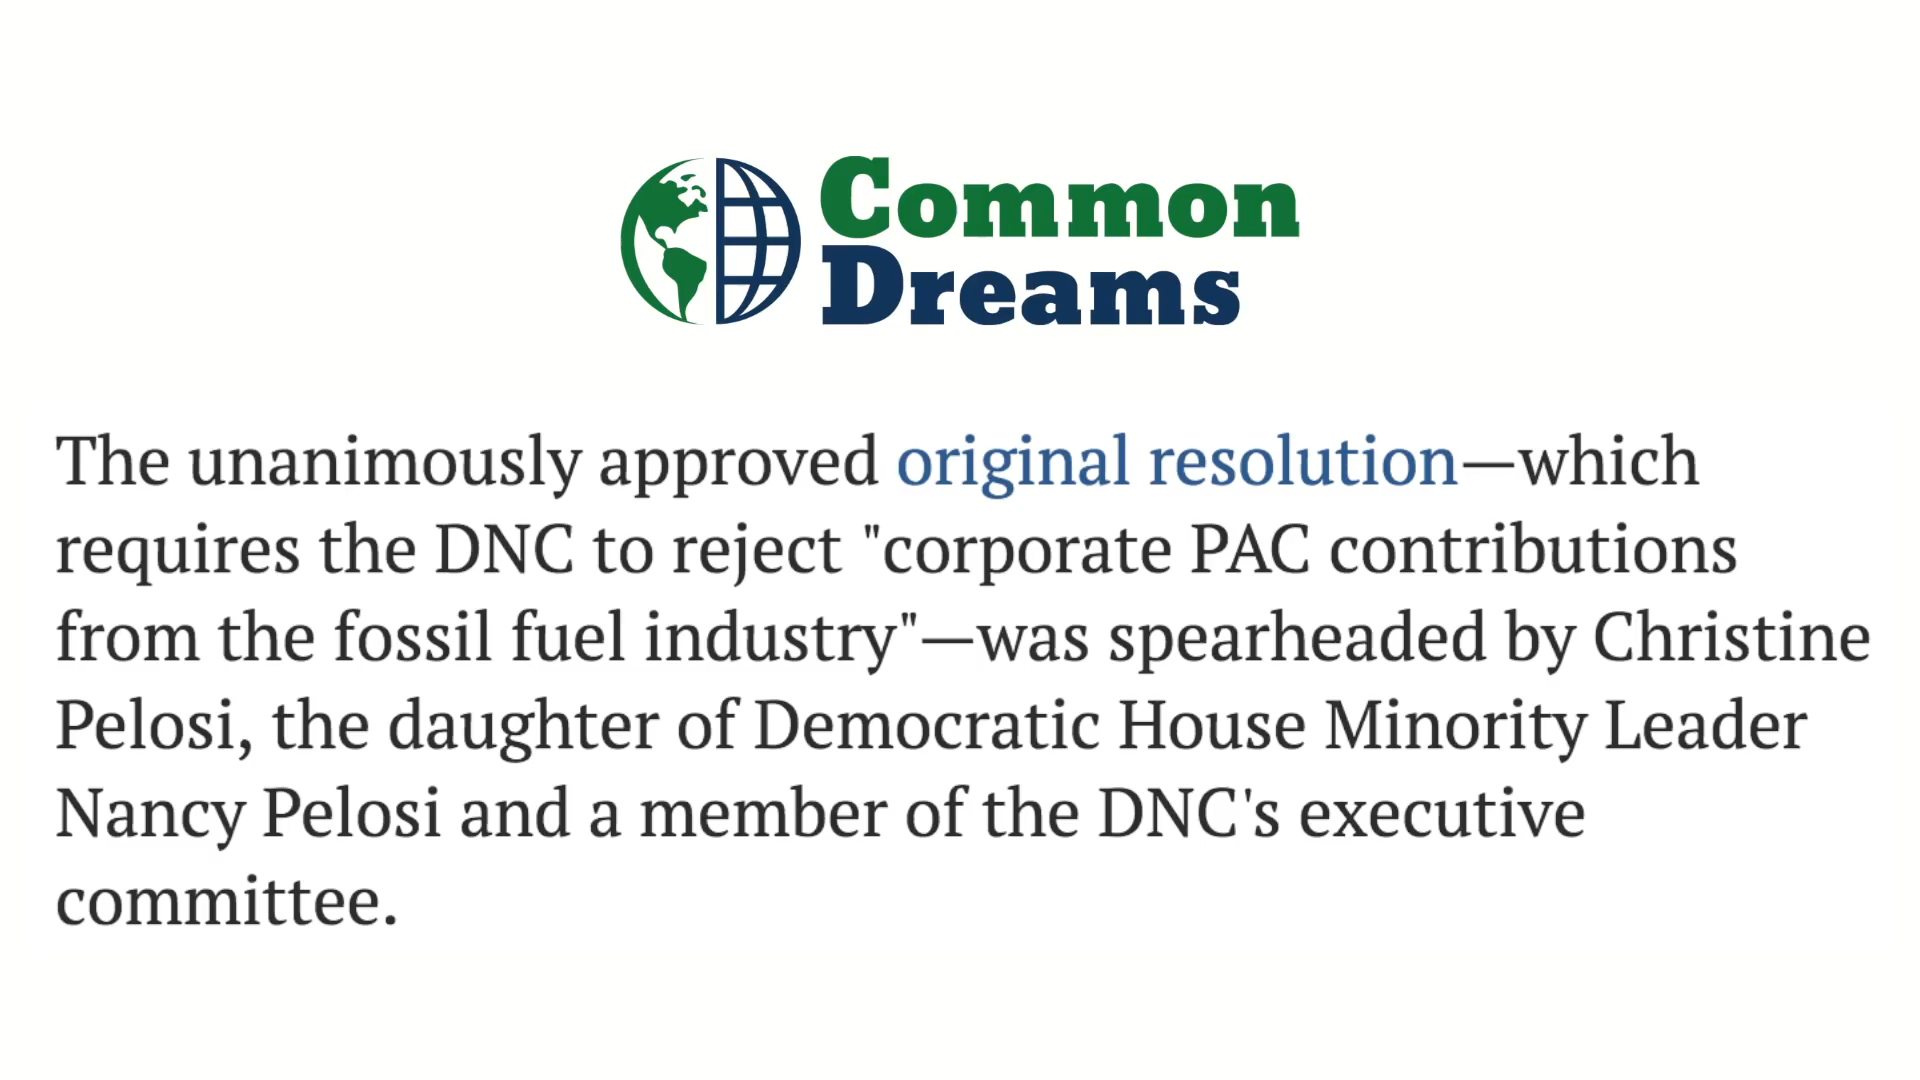 Common
Dreams
The unanimously approved original resolution—which
requires the DNC to reject "corporate PAC contributions
from the fossil fuel industry"—was spearheaded by Christine
Pelosi, the daughter of Democratic House Minority Leader
Nancy Pelosi and a member of the DNC's executive
committee.